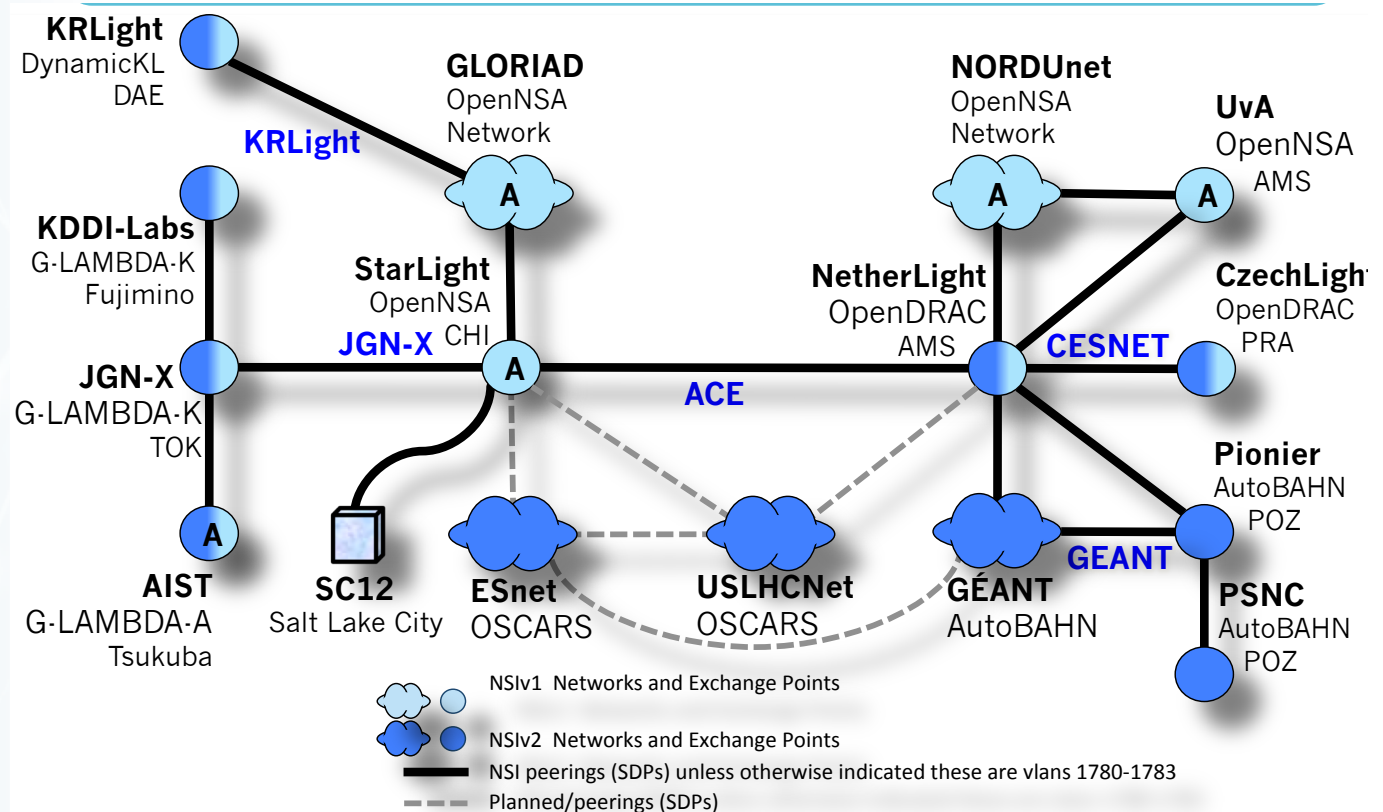 KRLight
DynamicKL
DAE
KRLight
GLORIAD
OpenNSA
Network
A
NORDUnet
OpenNSA
Network
A
UvA
OpenNSA
AMS
A
KDDI-Labs
G-LAMBDA-K
Fujimino
StarLight
OpenNSA
CHI
A
JGN-X
JGN-X
G-LAMBDA-K
TOK
ACE
NetherLight
OpenDRAC
AMS
CESNET
CzechLight
OpenDRAC
PRA
A
AIST
G-LAMBDA-A
Tsukuba
SC12
Salt Lake City
ESnet
OSCARS
USLHCNet
OSCARS
GÉANT
AutoBAHN
GEANT
Pionier
AutoBAHN
POZ
PSNC
AutoBAHN
POZ
NSIv1 Networks and Exchange Points
NSIv2 Networks and Exchange Points
NSI peerings (SDPs) unless otherwise indicated these are vlans 1780-1783
Planned/peerings (SDPs)